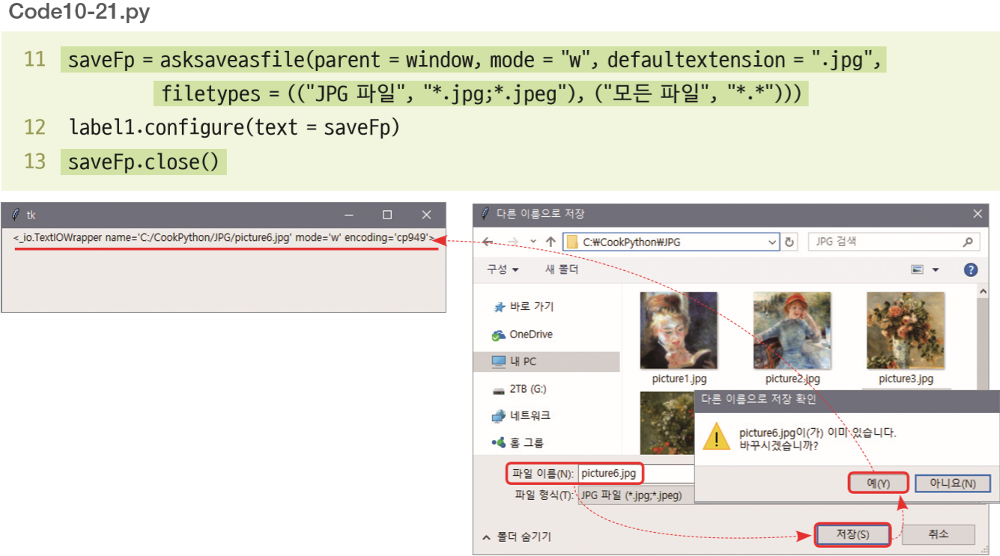 Code10-21.py
11 saveFp = asksaveasfile(parent = window, mode = "w", defaultextension = ".jpg",
filetypes = (("JPG 파일", "*.jpg;*.jpeg"), ("모든 파일", "*.*")))
12 label1.configure(text = saveFp)
13 saveFp.close()
tk
<_io.TextIOWrapper name='C:/CookPython/JPG/picture6.jpg' mode='w' encoding='cp949'>
다른 이름으로 저장
C:₩CookPython₩JPG
JPG 검색
구성
새 폴더
바로 가기
OneDrive
내 PC
2TB (G:)
네트워크
홈 그룹
picture1.jpg
picture2.jpg
picture3.jpg
다른 이름으로 저장 확인
picture6.jpg이(가) 이미 있습니다.
바꾸시겠습니까?
예(Y)
아니요(N)
파일 이름(N): picture6.jpg
파일 형식(T): JPG 파일 (*.jpg;*.jpeg)
폴더 숨기기
저장(S)
취소